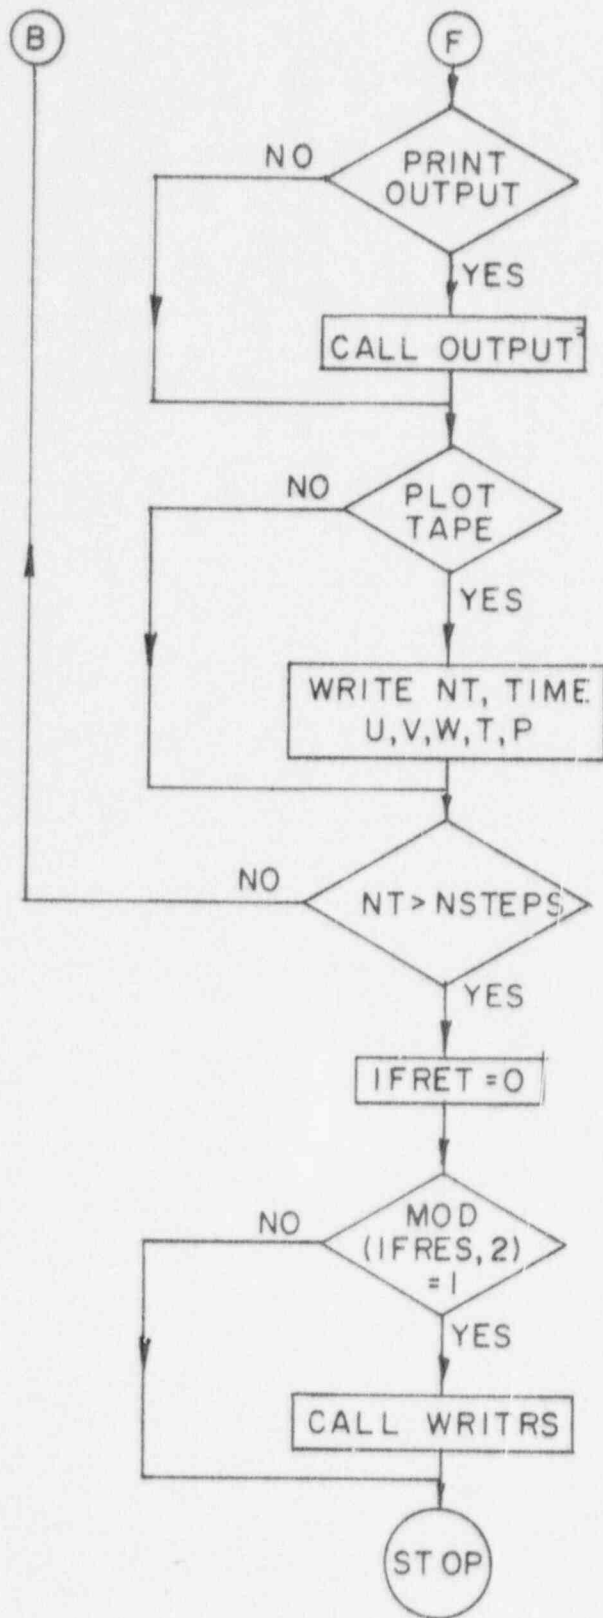 B
F
NO
PRINT
OUTPUT
YES
CALL OUTPUT
NO
PLOT
TAPE
YES
WRITE NT, TIME
U,V,W,T,P
NO
NT > NSTEPS
YES
IFRET = 0
NO
MOD
(IFRES, 2)
= 1
YES
CALL WRITRS
STOP